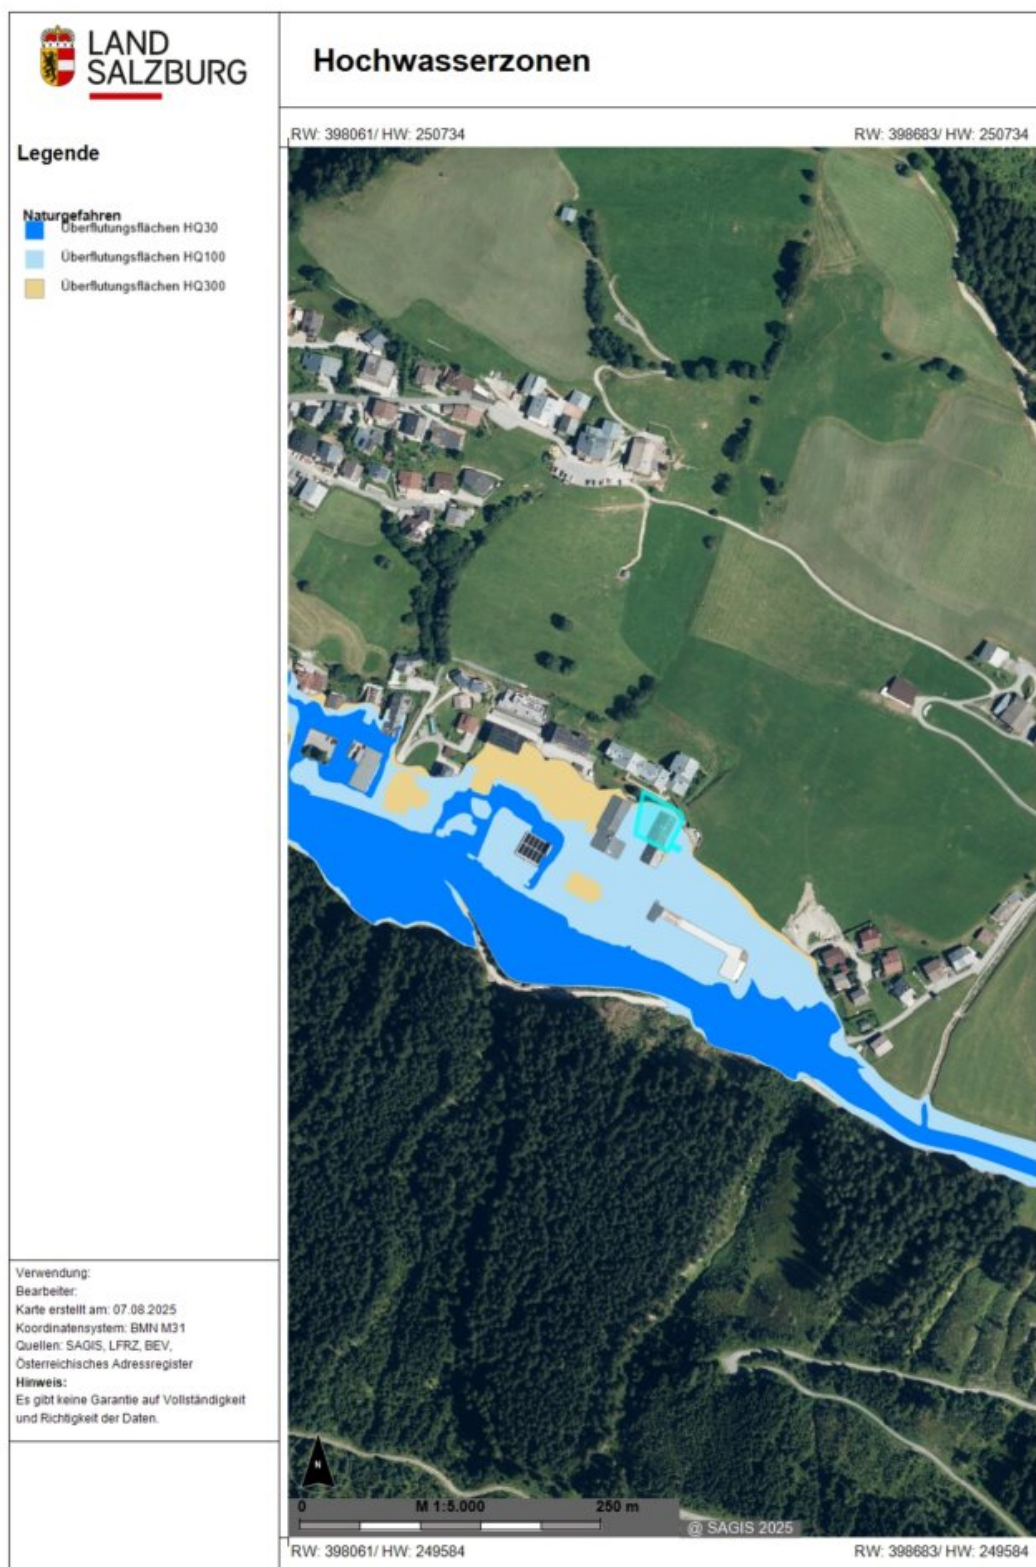 LAND
SALZBURG
Hochwasserzonen
RW: 398061/ HW: 250734
RW: 398683/ HW: 250734
Legende
Naturgefahren
Überflutungsflächen HQ30
Überflutungsflächen HQ100
Überflutungsflächen HQ300
Verwendung:
Bearbeiter:
Karte erstellt am: 07.08.2025
Koordinatensystem: BMN M31
Quellen: SAGIS, LFRZ, BEV,
Österreichisches Adressregister
Hinweis:
Es gibt keine Garantie auf Vollständigkeit
und Richtigkeit der Daten.
N
0 M 1:5.000 250 m
@ SAGIS 2025
RW: 398061/ HW: 249584
RW: 398683/ HW: 249584